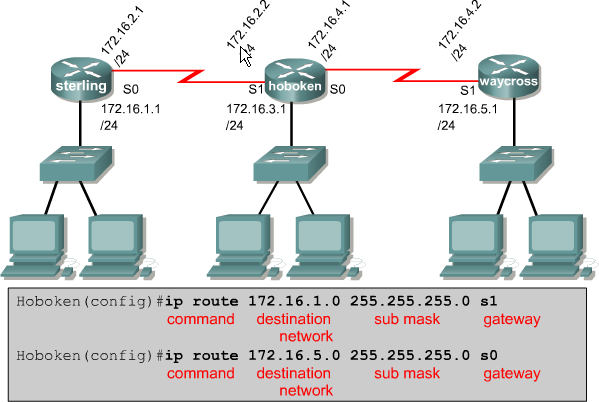 172.16.2.1
/24
172.16.2.2
/24
172.16.4.1
/24
172.16.4.2
/24
sterling
S0
S1
hoboken
S0
S1
waycross
172.16.1.1
/24
172.16.3.1
/24
172.16.5.1
/24
Hoboken(config)#ip route 172.16.1.0 255.255.255.0 s1
command destination sub mask gateway
network
Hoboken(config)#ip route 172.16.5.0 255.255.255.0 s0
command destination sub mask gateway
network